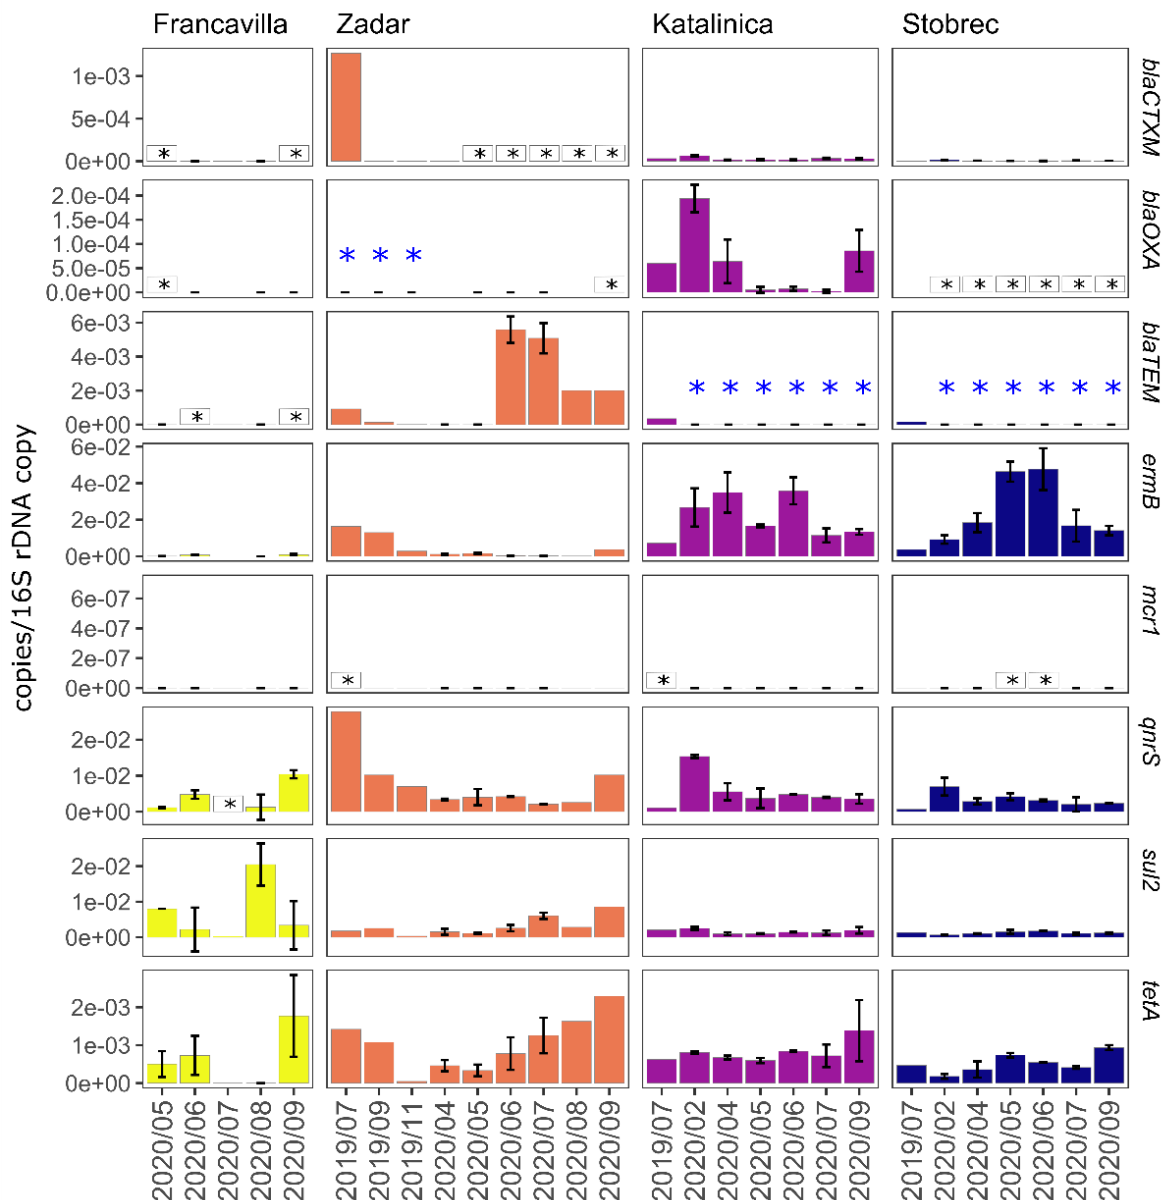 Francavilla Zadar Katalinica Stobrec
1e-03
5e-04
0e+00
* * * * * * *
blaCTXM
2.0e-04
1.5e-04
1.0e-04
5.0e-05
0.0e+00
* * *
* * * * * * * *
blaOXA
6e-03
4e-03
2e-03
0e+00
* * * * * * * * * * * *
* *
blaTEM
6e-02
4e-02
2e-02
0e+00
ermB
6e-07
4e-07
2e-07
0e+00
* * * *
mcr1
2e-02
1e-02
0e+00
*
qnrS
2e-02
1e-02
0e+00
sul2
2e-03
1e-03
0e+00
tetA
copies/16S rDNA copy
2020/05 2020/06 2020/07 2020/08 2020/09 2019/07 2019/09 2019/11 2020/04 2020/05 2020/06 2020/07 2020/08 2020/09 2019/07 2020/02 2020/04 2020/05 2020/06 2020/07 2020/09 2019/07 2020/02 2020/04 2020/05 2020/06 2020/07 2020/09